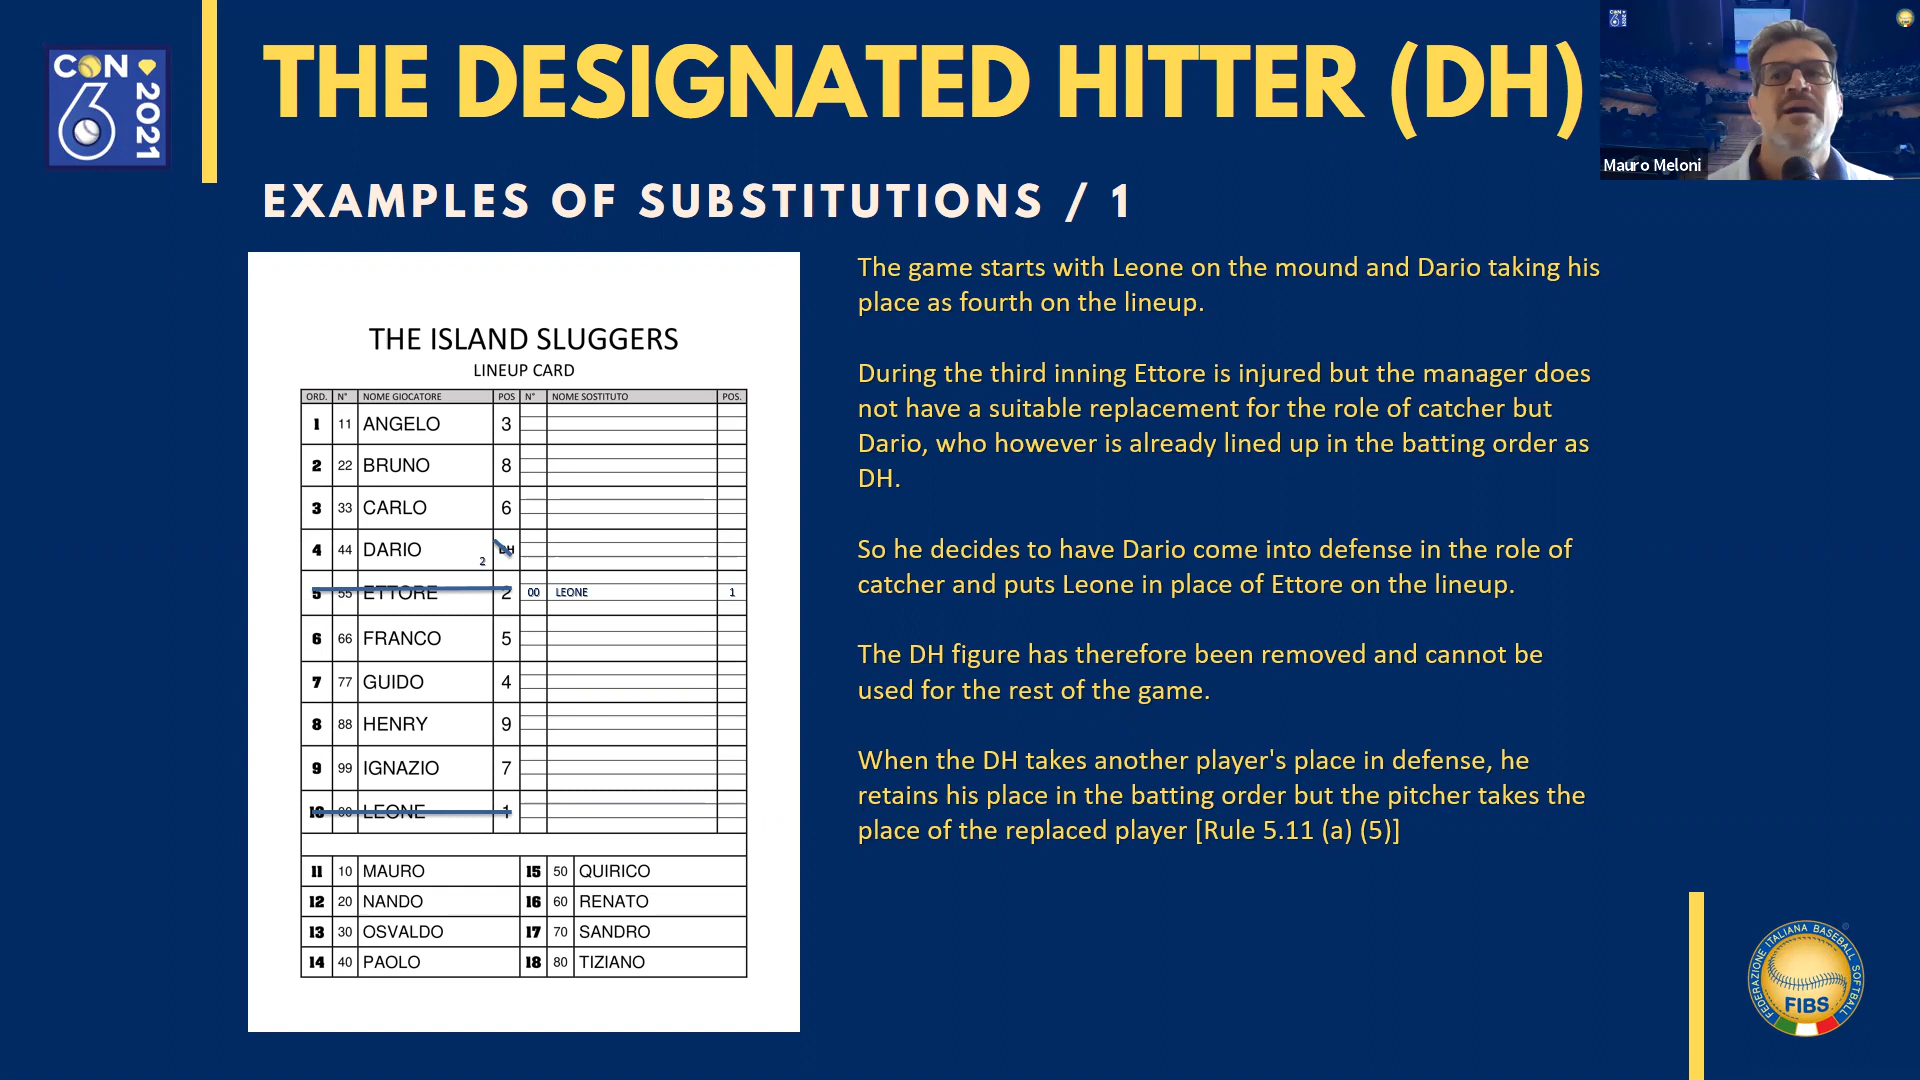 CON 6 2021
THE DESIGNATED HITTER (DH)
CON 6 2021
Mauro Meloni
EXAMPLES OF SUBSTITUTIONS / 1
THE ISLAND SLUGGERS
LINEUP CARD
ORD. N° NOME GIOCATORE POS N° NOME SOSTITUTO POS.
1 11 ANGELO 3
2 22 BRUNO 8
3 33 CARLO 6
4 44 DARIO 2 DH
5 55 ETTORE 2 00 LEONE 1
6 66 FRANCO 5
7 77 GUIDO 4
8 88 HENRY 9
9 99 IGNAZIO 7
10 00 LEONE 1
11 10 MAURO 15 50 QUIRICO
12 20 NANDO 16 60 RENATO
13 30 OSVALDO 17 70 SANDRO
14 40 PAOLO 18 80 TIZIANO
The game starts with Leone on the mound and Dario taking his
place as fourth on the lineup.
During the third inning Ettore is injured but the manager does
not have a suitable replacement for the role of catcher but
Dario, who however is already lined up in the batting order as
DH.
So he decides to have Dario come into defense in the role of
catcher and puts Leone in place of Ettore on the lineup.
The DH figure has therefore been removed and cannot be
used for the rest of the game.
When the DH takes another player's place in defense, he
retains his place in the batting order but the pitcher takes the
place of the replaced player [Rule 5.11 (a) (5)]
FEDERAZIONE ITALIANA BASEBALL SOFTBALL
FIBS